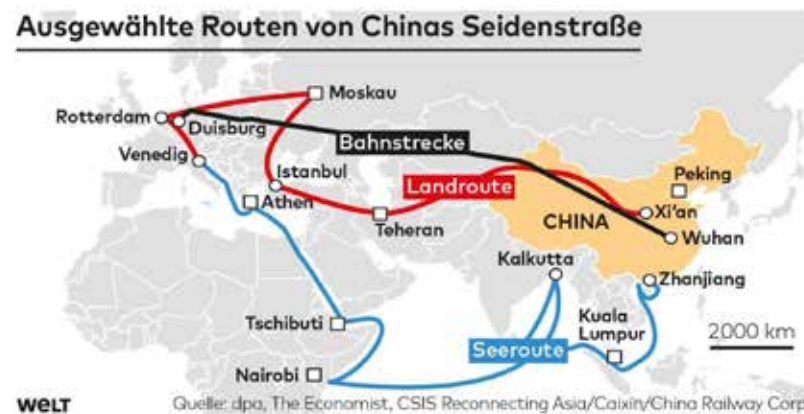 Ausgewählte Routen von Chinas Seidenstraße
Moskau
Rotterdam
Duisburg
Bahnstrecke
Venedig
Istanbul
Landroute
Peking
Athen
Xi'an
Teheran
CHINA
Wuhan
Kalkutta
Zhanjiang
Kuala
Lumpur
Tschibuti
2000 km
Seeroute
Nairobi
WELT
Quelle: dpa, The Economist, CSIS Reconnecting Asia/Caixin/China Railway Corp